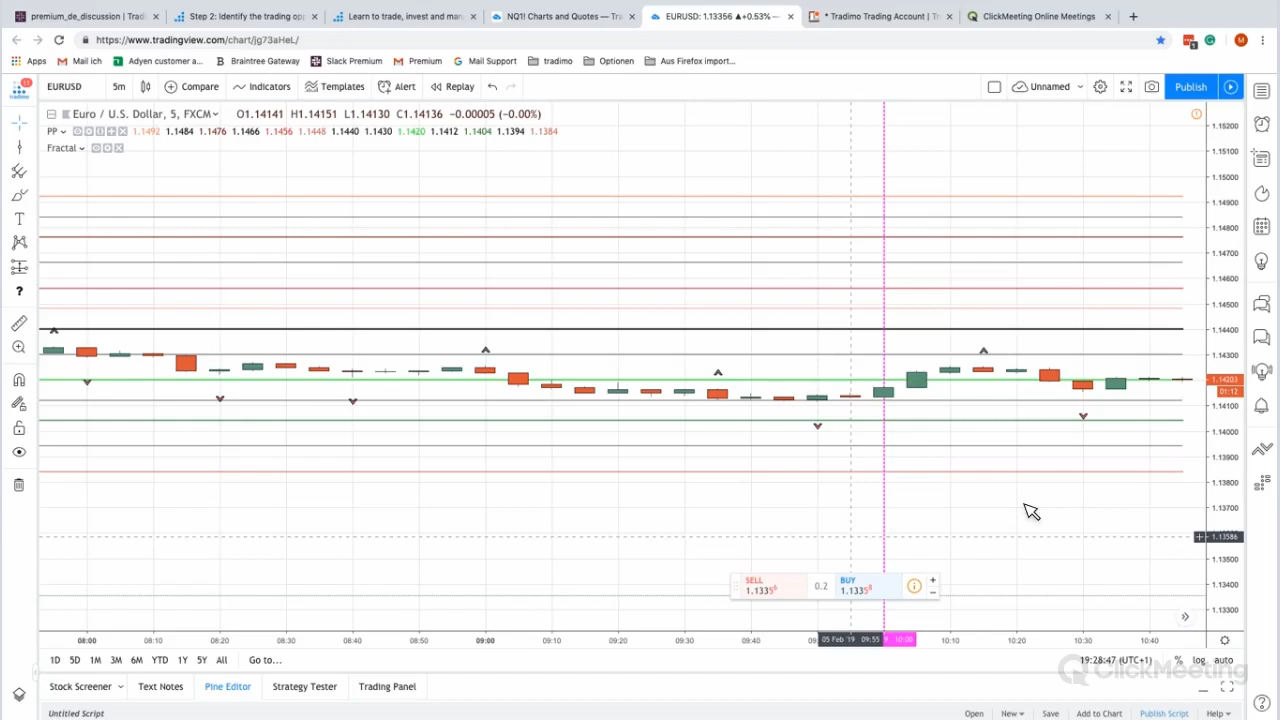 premium_de_discussion | Tradi
Step 2: Identify the trading opp
Learn to trade, invest and man
NQ1! Charts and Quotes — Tra
EURUSD: 1.13356 ▲+0.53% —
* Tradimo Trading Account | Th
ClickMeeting Online Meetings
https://www.tradingview.com/chart/jg73aHeL/
Apps
Mail ich
Adyen customer a...
Braintree Gateway
Slack Premium
Premium
Mail Support
tradimo
Optionen
Aus Firefox import...
tradimo
11
EURUSD
5m
Compare
Indicators
Templates
Alert
Replay
Unnamed
Publish
Euro / U.S. Dollar, 5, FXCM
O1.14141 H1.14151 L1.14130 C1.14136 −0.00005 (−0.00%)
PP
1.1492 1.1484 1.1476 1.1466 1.1456 1.1448 1.1440 1.1430 1.1420 1.1412 1.1404 1.1394 1.1384
Fractal
1.15200
1.15100
1.15000
1.14900
1.14800
1.14700
1.14600
1.14500
1.14400
1.14300
1.14203
01:12
1.14100
1.14000
1.13900
1.13800
1.13700
1.13586
1.13500
1.13400
1.13300
SELL
1.13356
0.2
BUY
1.13358
08:00 08:10 08:20 08:30 08:40 08:50 09:00 09:10 09:20 09:30 09:40 05 Feb '19 09:55 9 10:00 10:10 10:20 10:30 10:40
1D 5D 1M 3M 6M YTD 1Y 5Y All Go to...
19:28:47 (UTC+1) % log auto
ClickMeeting
Stock Screener
Text Notes
Pine Editor
Strategy Tester
Trading Panel
Untitled Script
Open
New
Save
Add to Chart
Publish Script
Help